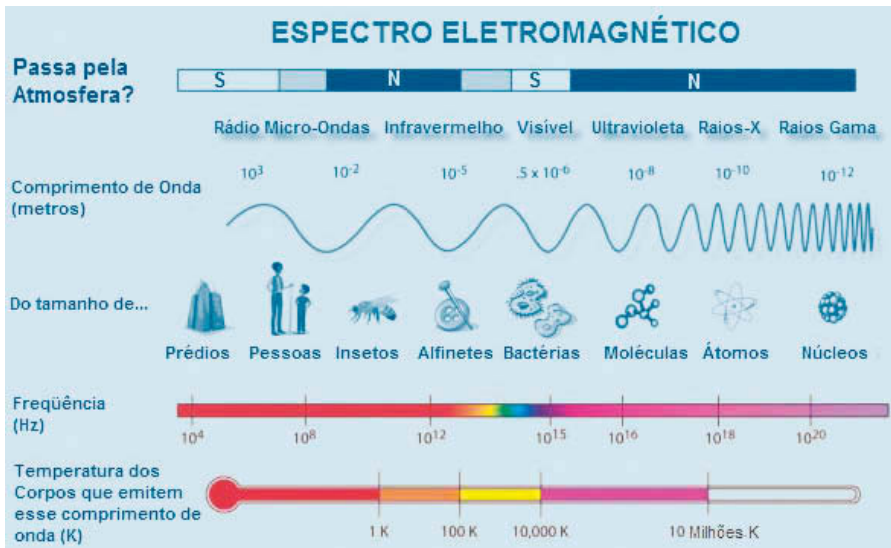 ESPECTRO ELETROMAGNÉTICO
Passa pela
Atmosfera?
S N S N
Rádio Micro-Ondas Infravermelho Visível Ultravioleta Raios-X Raios Gama
Comprimento de Onda
(metros)
10³ 10⁻² 10⁻⁵ .5 x 10⁻⁶ 10⁻⁸ 10⁻¹⁰ 10⁻¹²
Do tamanho de...
Prédios Pessoas Insetos Alfinetes Bactérias Moléculas Átomos Núcleos
Freqüência
(Hz)
10⁴ 10⁸ 10¹² 10¹⁵ 10¹⁶ 10¹⁸ 10²⁰
Temperatura dos
Corpos que emitem
esse comprimento de
onda (K)
1 K 100 K 10,000 K 10 Milhões K